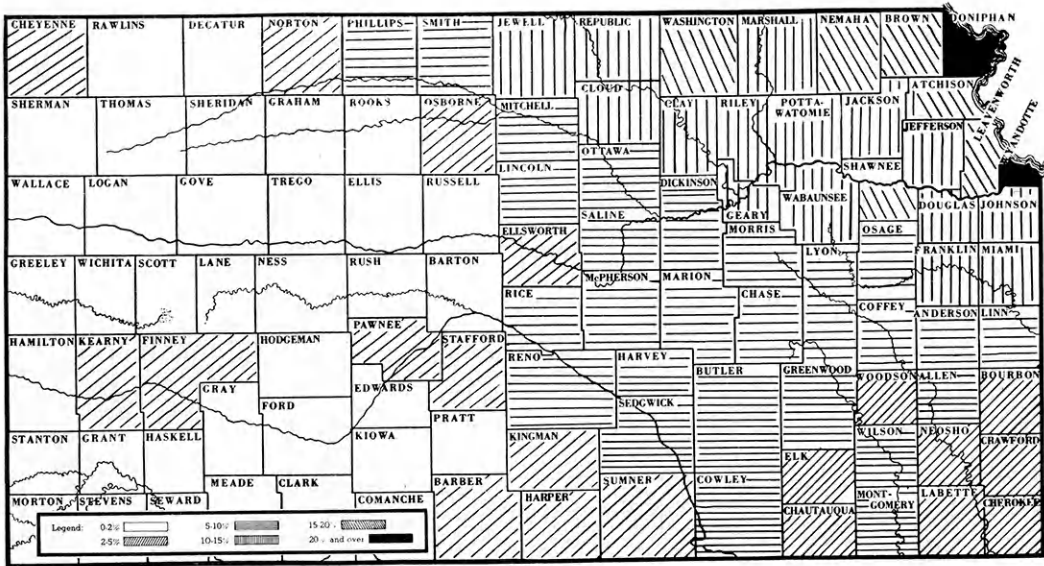 CHEYENNE RAWLINS DECATUR NORTON PHILLIPS SMITH JEWELL REPUBLIC WASHINGTON MARSHALL NEMAHA BROWN DONIPHAN
ATCHISON
LEAVENWORTH
WYANDOTTE
SHERMAN THOMAS SHERIDAN GRAHAM ROOKS OSBORNE MITCHELL CLOUD CLAY RILEY POTTA-
WATOMIE JACKSON JEFFERSON
LINCOLN OTTAWA SHAWNEE
WALLACE LOGAN GOVE TREGO ELLIS RUSSELL DICKINSON WABAUNSEE DOUGLAS JOHNSON
SALINE GEARY
ELLSWORTH MORRIS OSAGE
GREELEY WICHITA SCOTT LANE NESS RUSH BARTON McPHERSON MARION LYON FRANKLIN MIAMI
RICE CHASE COFFEY ANDERSON LINN
HAMILTON KEARNY FINNEY HODGEMAN PAWNEE STAFFORD RENO HARVEY BUTLER GREENWOOD WOODSON ALLEN BOURBON
GRAY EDWARDS
FORD PRATT SEDGWICK
STANTON GRANT HASKELL KIOWA KINGMAN WILSON NEOSHO CRAWFORD
ELK
MEADE CLARK BARBER SUMNER COWLEY
MORTON STEVENS SEWARD COMANCHE HARPER CHAUTAUQUA MONT-
GOMERY LABETTE CHEROKEE
Legend: 0-2% 5-10% 15-20%
2-5% 10-15% 20% and over